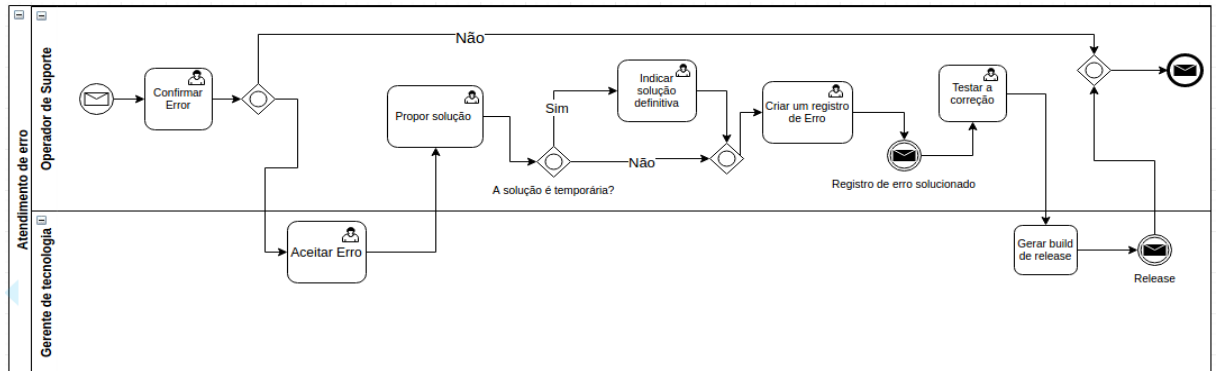 Atendimento de erro
Operador de Suporte
Confirmar
Error
Não
Propor solução
Sim
A solução é temporária?
Indicar
solução
definitiva
Não
Criar um registro
de Erro
Registro de erro solucionado
Testar a
correção
Gerente de tecnologia
Aceitar Erro
Gerar build
de release
Release